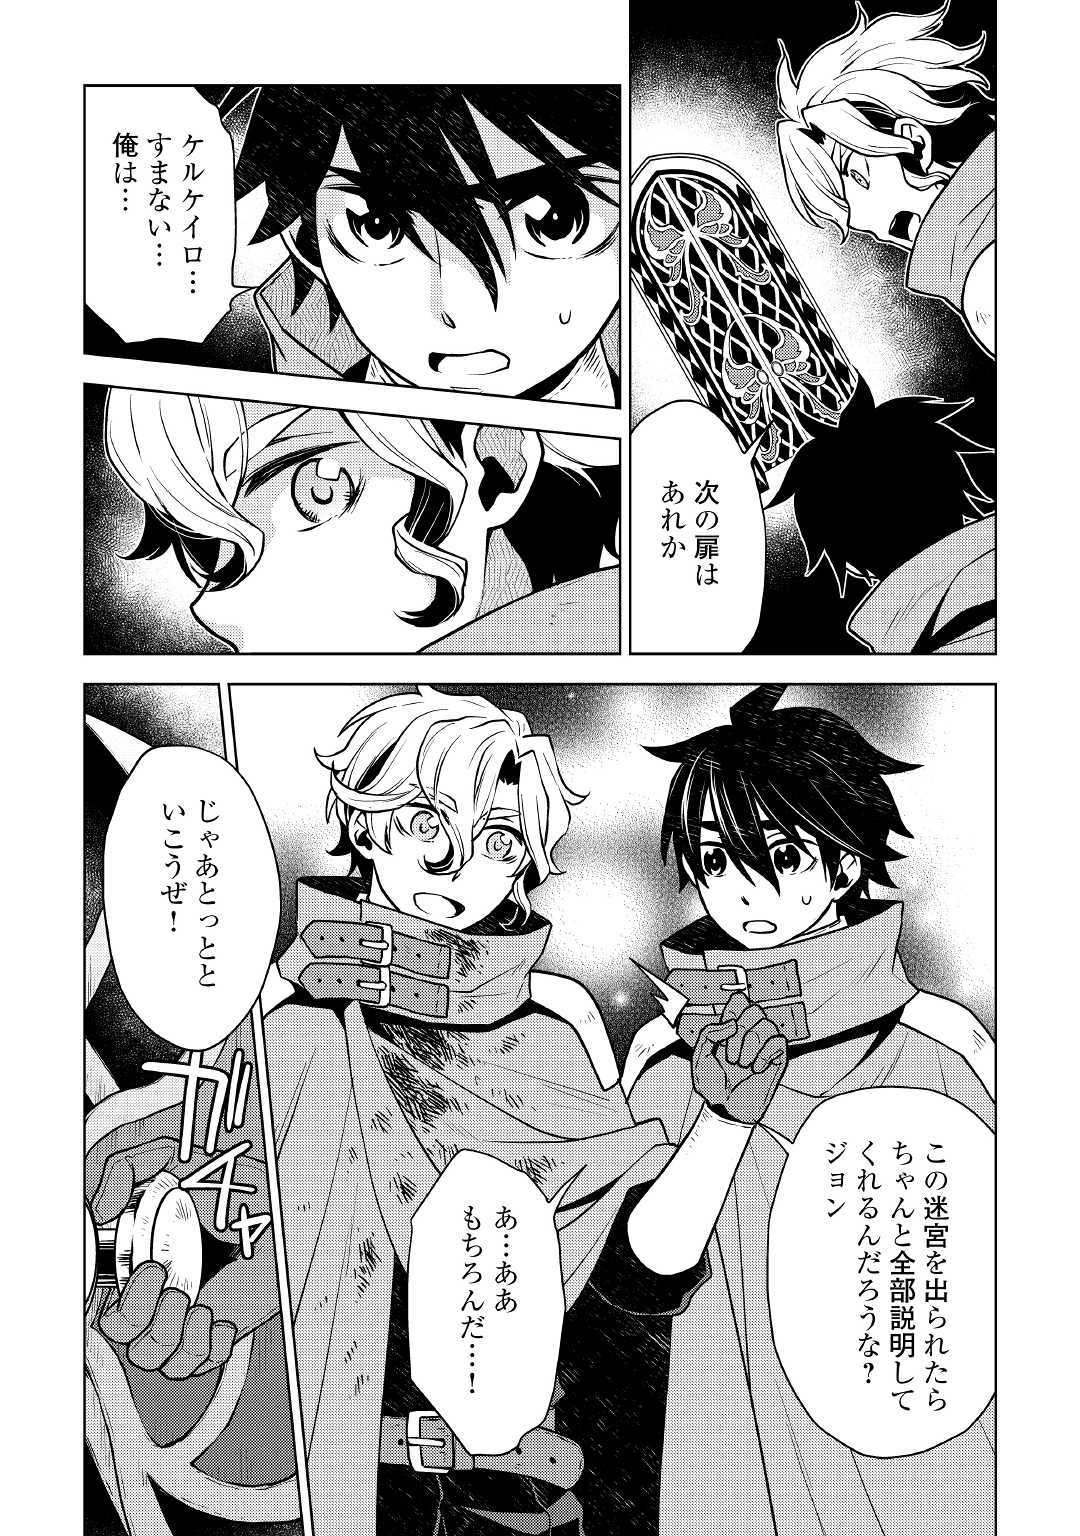 次の扉は
あれか
ケルケイロ…
すまない…
俺は…
この迷宮を出られたら
ちゃんと全部説明して
くれるんだろうな?
ジョン
あ…ああ
もちろんだ…!
じゃあとっとと
いこうぜ!
ガチャ